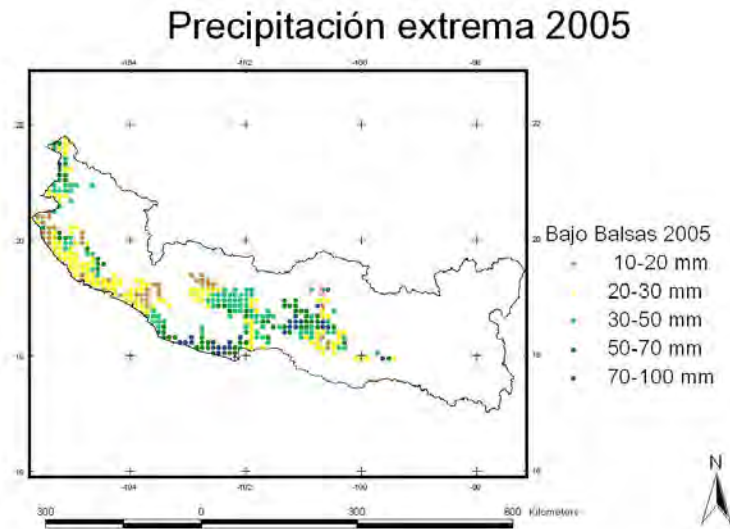 Precipitación extrema 2005
-104 -102 -100 -98
22 22
20 20
18 18
16 16
-104 -102 -100 -98
Bajo Balsas 2005
10-20 mm
20-30 mm
30-50 mm
50-70 mm
70-100 mm
N
300 0 300 600 Kilometers